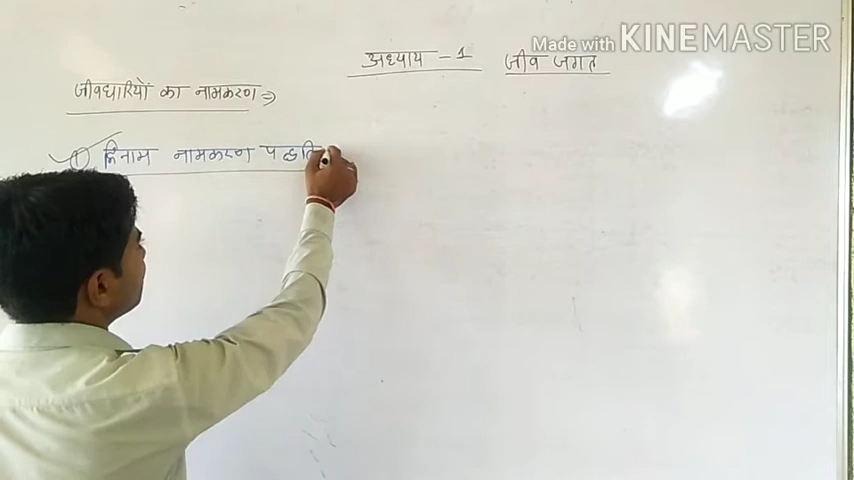 Made with KINEMASTER
अध्याय - 1 जीव जगत
जीवधारियों का नामकरण ⇒
(1) द्विनाम नामकरण पद्धति